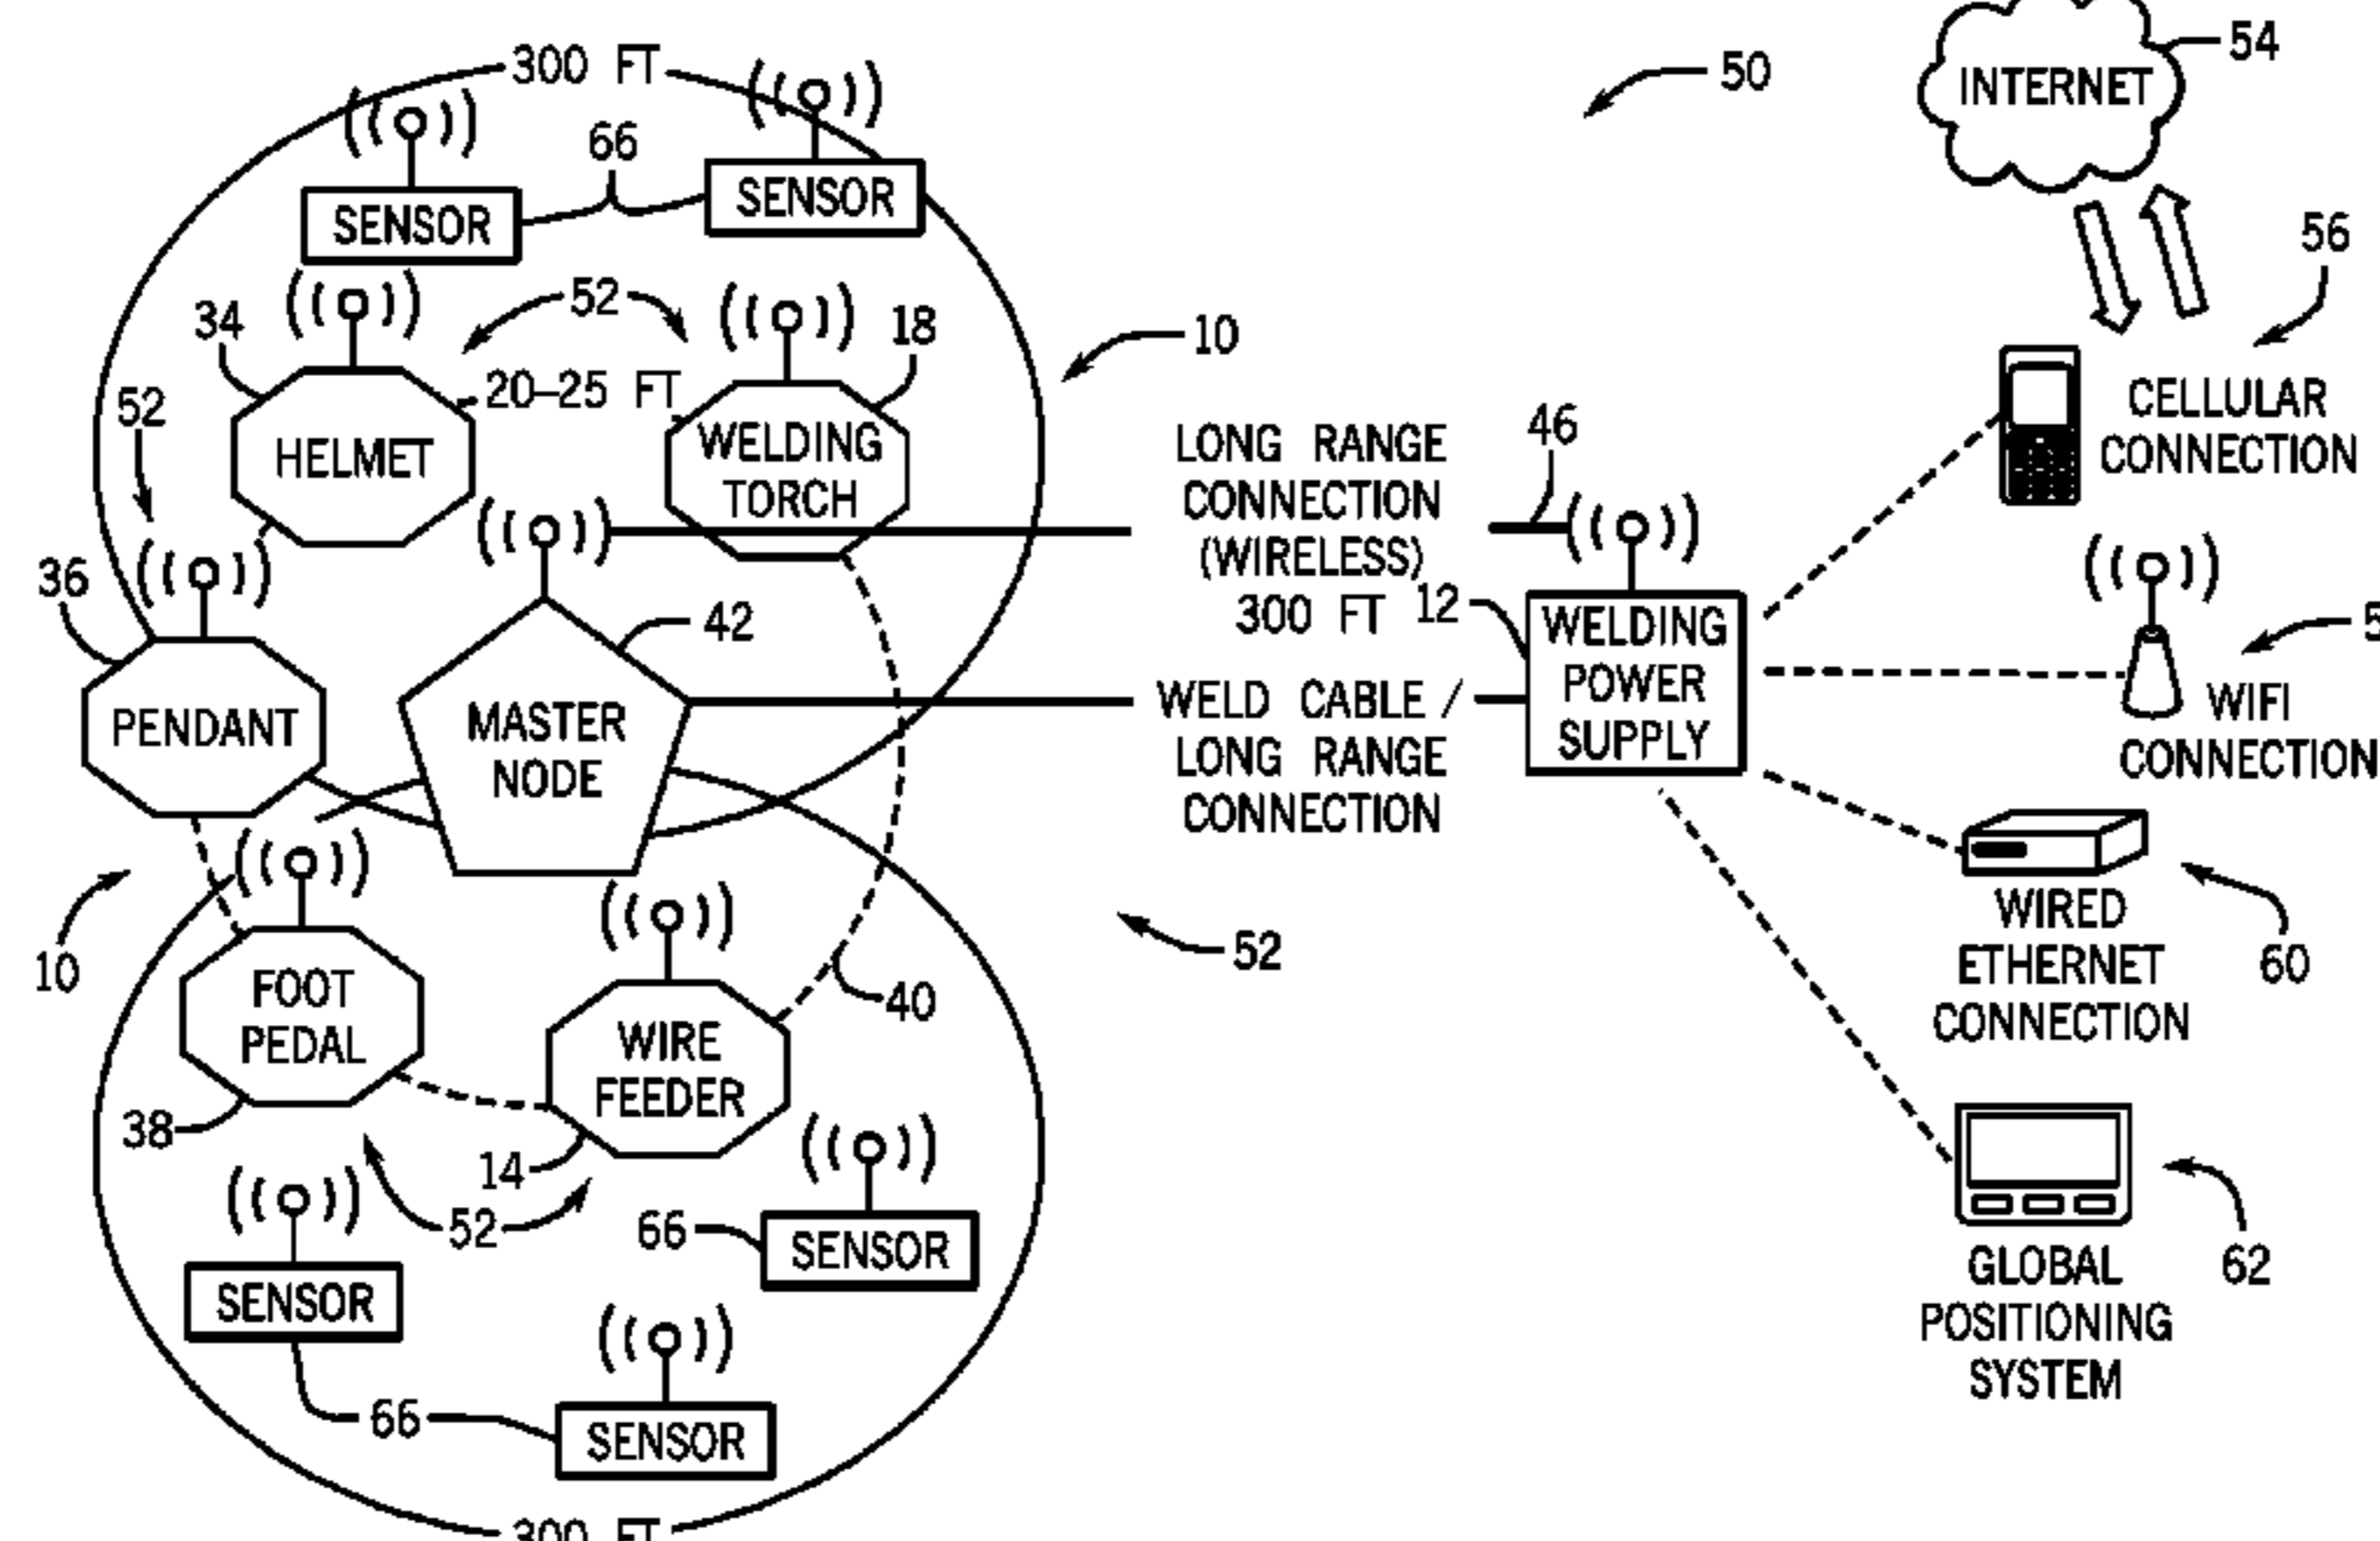 300 FT
66
SENSOR
SENSOR
50
INTERNET
54
56
CELLULAR
CONNECTION
34
52
18
10
52
20–25 FT
HELMET
WELDING
TORCH
LONG RANGE
CONNECTION
(WIRELESS)
300 FT
46
12
WELDING
POWER
SUPPLY
36
42
PENDANT
MASTER
NODE
WELD CABLE /
LONG RANGE
CONNECTION
WIFI
CONNECTION
10
52
40
WIRED
ETHERNET
CONNECTION
60
FOOT
PEDAL
38
WIRE
FEEDER
14
52
66
SENSOR
SENSOR
66
SENSOR
GLOBAL
POSITIONING
SYSTEM
62
300 FT